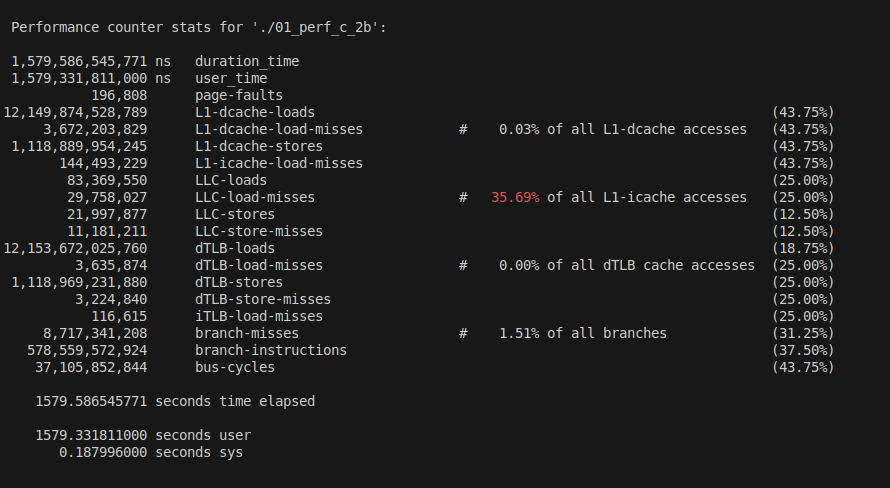 Performance counter stats for './01_perf_c_2b':
1,579,586,545,771 ns duration_time
1,579,331,811,000 ns user_time
196,808 page-faults
12,149,874,528,789 L1-dcache-loads (43.75%)
3,672,203,829 L1-dcache-load-misses # 0.03% of all L1-dcache accesses (43.75%)
1,118,889,954,245 L1-dcache-stores (43.75%)
144,493,229 L1-icache-load-misses (43.75%)
83,369,550 LLC-loads (25.00%)
29,758,027 LLC-load-misses # 35.69% of all L1-icache accesses (25.00%)
21,997,877 LLC-stores (12.50%)
11,181,211 LLC-store-misses (12.50%)
12,153,672,025,760 dTLB-loads (18.75%)
3,635,874 dTLB-load-misses # 0.00% of all dTLB cache accesses (25.00%)
1,118,969,231,880 dTLB-stores (25.00%)
3,224,840 dTLB-store-misses (25.00%)
116,615 iTLB-load-misses (25.00%)
8,717,341,208 branch-misses # 1.51% of all branches (31.25%)
578,559,572,924 branch-instructions (37.50%)
37,105,852,844 bus-cycles (43.75%)
1579.586545771 seconds time elapsed
1579.331811000 seconds user
0.187996000 seconds sys